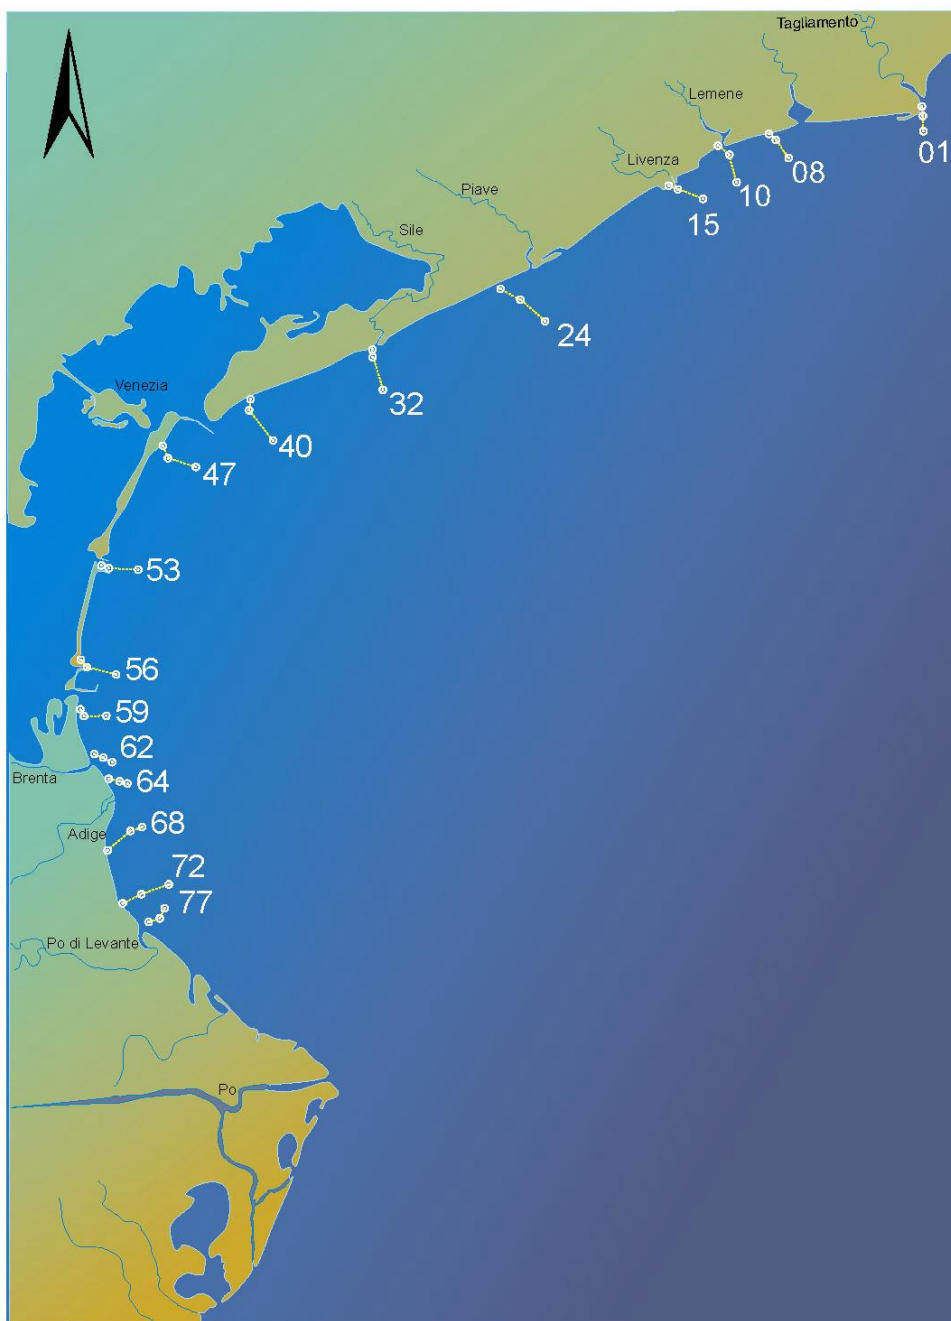 Tagliamento
Lemene
01
Livenza
08
10
Piave
15
Sile
24
Venezia
32
40
47
53
56
59
62
Brenta
64
68
Adige
72
77
Po di Levante
Po